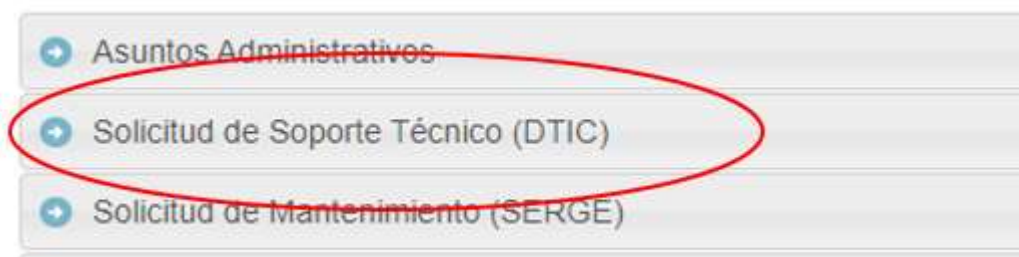 Asuntos Administrativos
Solicitud de Soporte Técnico (DTIC)
Solicitud de Mantenimiento (SERGE)